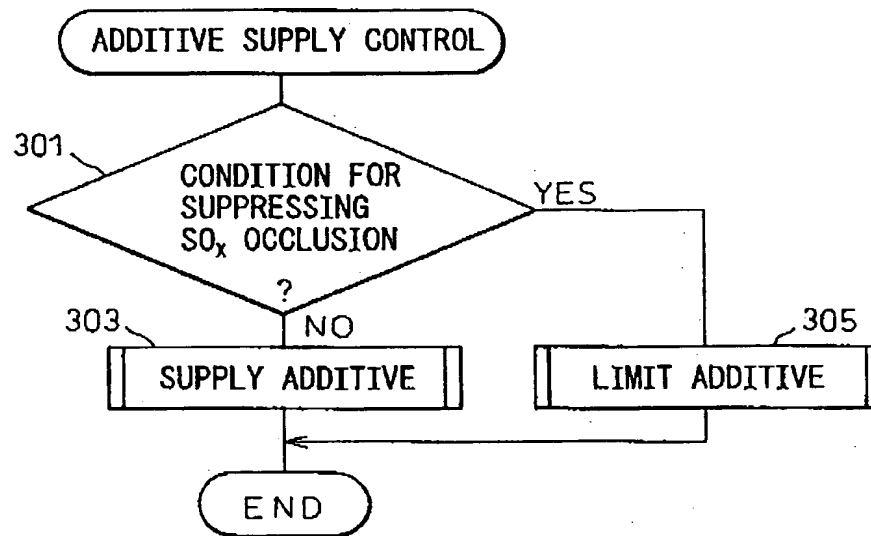 ADDITIVE SUPPLY CONTROL
301
CONDITION FOR
SUPPRESSING
SOx OCCLUSION
?
YES
303
NO
305
SUPPLY ADDITIVE
LIMIT ADDITIVE
END